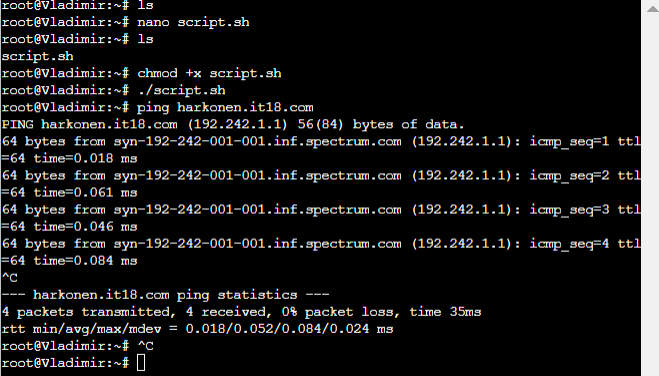 root@Vladimir:~# ls
root@Vladimir:~# nano script.sh
root@Vladimir:~# ls
script.sh
root@Vladimir:~# chmod +x script.sh
root@Vladimir:~# ./script.sh
root@Vladimir:~# ping harkonen.it18.com
PING harkonen.it18.com (192.242.1.1) 56(84) bytes of data.
64 bytes from syn-192-242-001-001.inf.spectrum.com (192.242.1.1): icmp_seq=1 ttl
=64 time=0.018 ms
64 bytes from syn-192-242-001-001.inf.spectrum.com (192.242.1.1): icmp_seq=2 ttl
=64 time=0.061 ms
64 bytes from syn-192-242-001-001.inf.spectrum.com (192.242.1.1): icmp_seq=3 ttl
=64 time=0.046 ms
64 bytes from syn-192-242-001-001.inf.spectrum.com (192.242.1.1): icmp_seq=4 ttl
=64 time=0.084 ms
^C
--- harkonen.it18.com ping statistics ---
4 packets transmitted, 4 received, 0% packet loss, time 35ms
rtt min/avg/max/mdev = 0.018/0.052/0.084/0.024 ms
root@Vladimir:~# ^C
root@Vladimir:~#